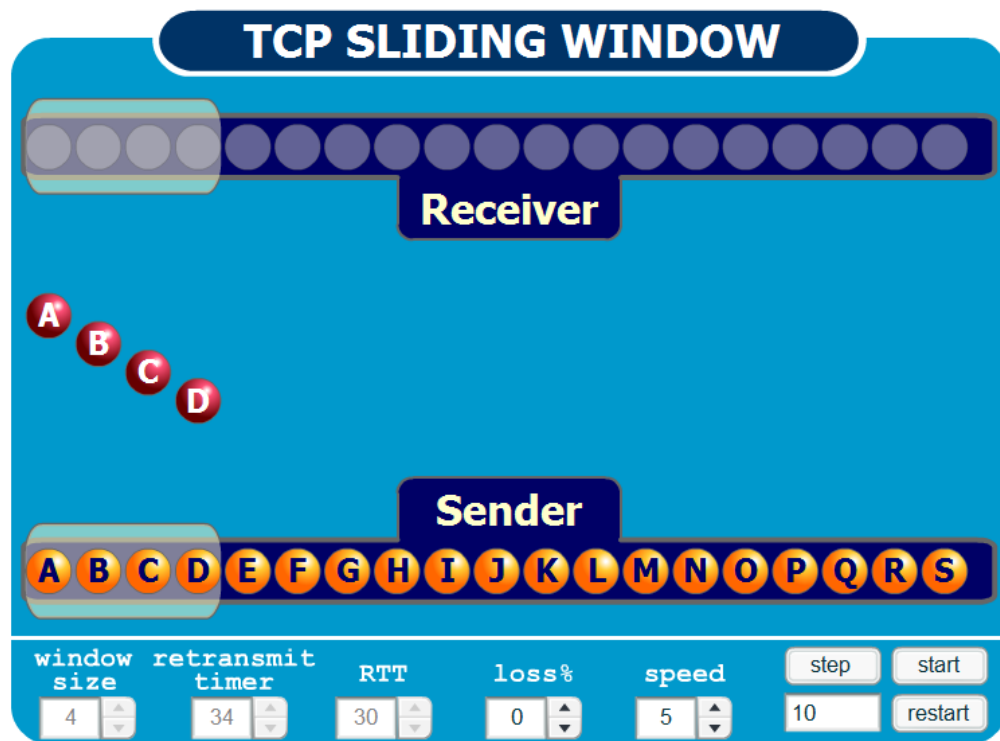 TCP SLIDING WINDOW
Receiver
A
B
C
D
Sender
A B C D E F G H I J K L M N O P Q R S
window size
retransmit timer
RTT
loss%
speed
step
start
4
34
30
0
5
10
restart